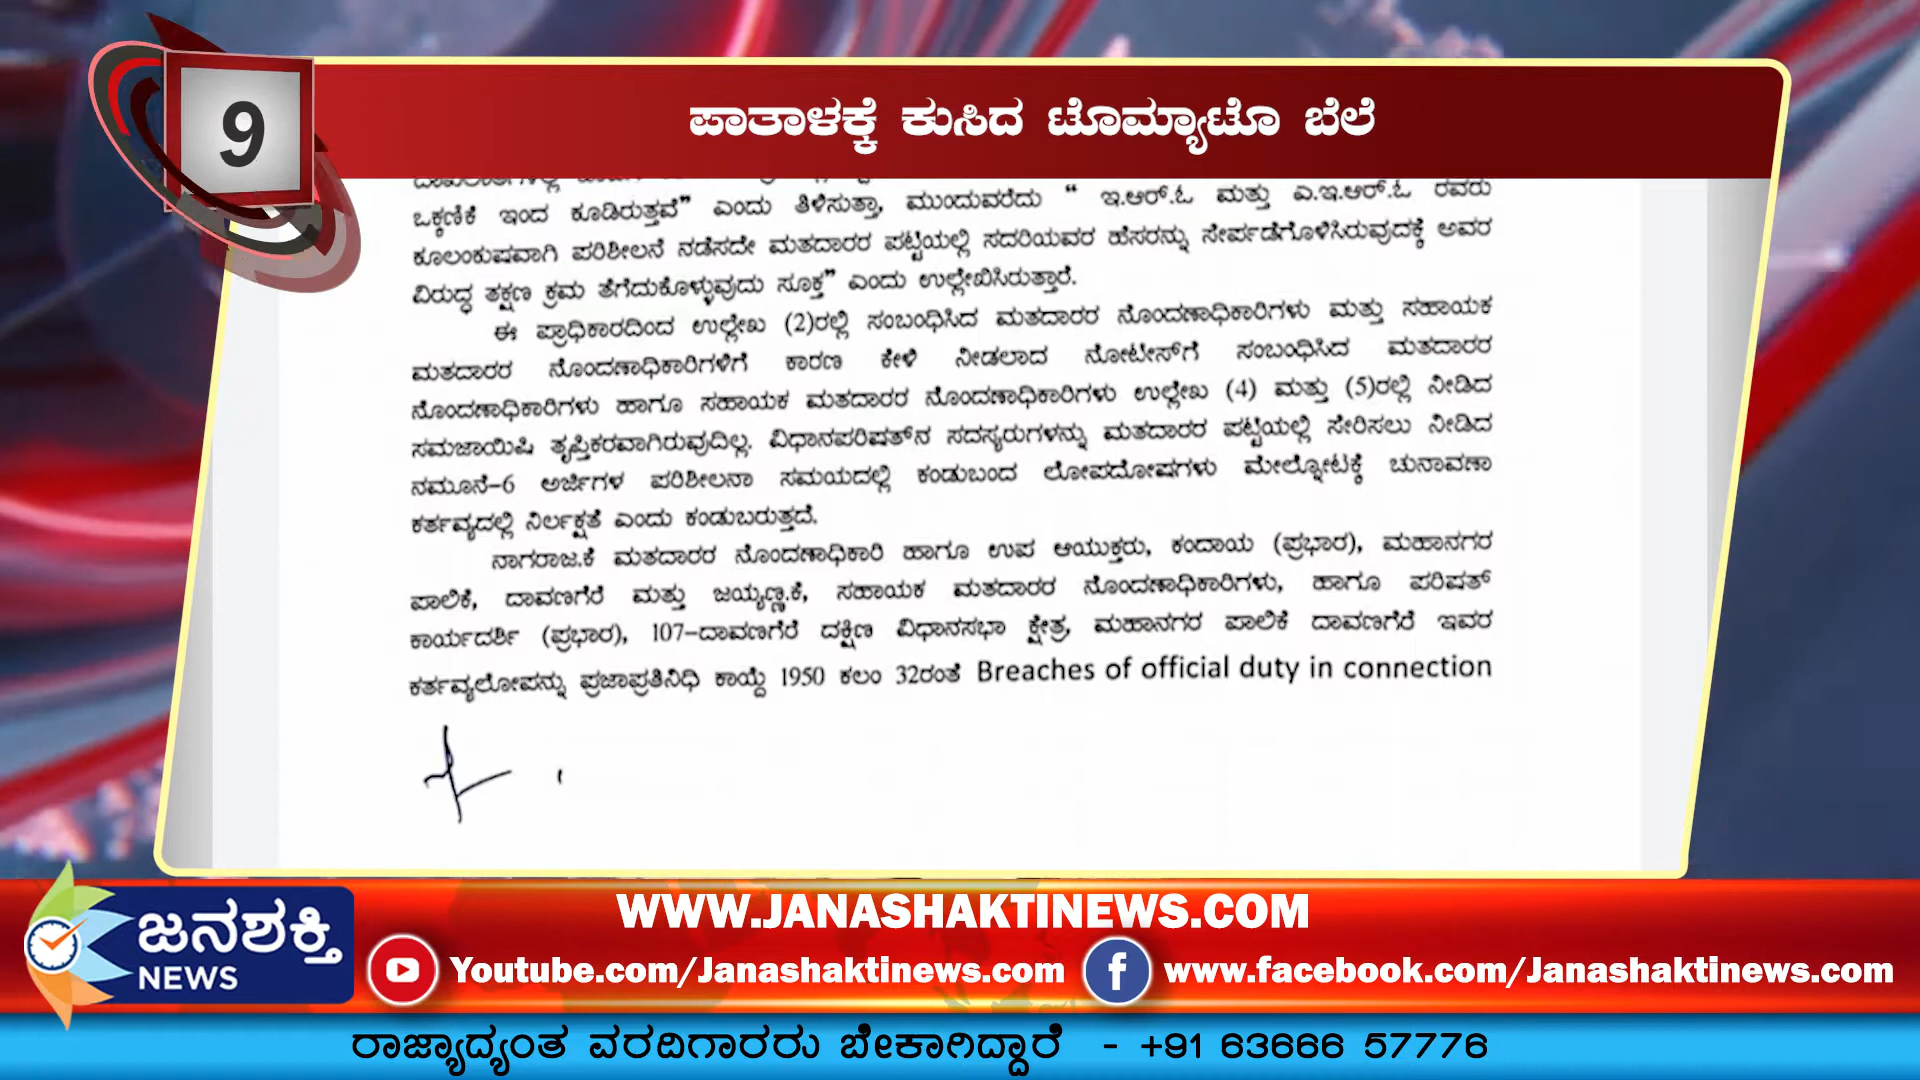 9
ಪಾತಾಳಕ್ಕೆ ಕುಸಿದ ಟೊಮ್ಯಾಟೊ ಬೆಲೆ
ಒಕ್ಕಣಿಕೆ ಇಂದ ಕೂಡಿರುತ್ತವೆ” ಎಂದು ತಿಳಿಸುತ್ತಾ, ಮುಂದುವರೆದು “ ಇ.ಆರ್.ಓ ಮತ್ತು ಎ.ಇ.ಆರ್.ಓ ರವರು
ಕೂಲಂಕುಷವಾಗಿ ಪರಿಶೀಲನೆ ನಡೆಸದೇ ಮತದಾರರ ಪಟ್ಟಿಯಲ್ಲಿ ಸದರಿಯವರ ಹೆಸರನ್ನು ಸೇರ್ಪಡೆಗೊಳಿಸಿರುವುದಕ್ಕೆ ಅವರ
ವಿರುದ್ಧ ತಕ್ಷಣ ಕ್ರಮ ತೆಗೆದುಕೊಳ್ಳುವುದು ಸೂಕ್ತ” ಎಂದು ಉಲ್ಲೇಖಿಸಿರುತ್ತಾರೆ.
ಈ ಪ್ರಾಧಿಕಾರದಿಂದ ಉಲ್ಲೇಖ (2)ರಲ್ಲಿ ಸಂಬಂಧಿಸಿದ ಮತದಾರರ ನೊಂದಣಾಧಿಕಾರಿಗಳು ಮತ್ತು ಸಹಾಯಕ
ಮತದಾರರ ನೊಂದಣಾಧಿಕಾರಿಗಳಿಗೆ ಕಾರಣ ಕೇಳಿ ನೀಡಲಾದ ನೋಟೀಸ್‌ಗೆ ಸಂಬಂಧಿಸಿದ ಮತದಾರರ
ನೊಂದಣಾಧಿಕಾರಿಗಳು ಹಾಗೂ ಸಹಾಯಕ ಮತದಾರರ ನೊಂದಣಾಧಿಕಾರಿಗಳು ಉಲ್ಲೇಖ (4) ಮತ್ತು (5)ರಲ್ಲಿ ನೀಡಿದ
ಸಮಜಾಯಿಷಿ ತೃಪ್ತಿಕರವಾಗಿರುವುದಿಲ್ಲ. ವಿಧಾನಪರಿಷತ್‌ನ ಸದಸ್ಯರುಗಳನ್ನು ಮತದಾರರ ಪಟ್ಟಿಯಲ್ಲಿ ಸೇರಿಸಲು ನೀಡಿದ
ನಮೂನೆ-6 ಅರ್ಜಿಗಳ ಪರಿಶೀಲನಾ ಸಮಯದಲ್ಲಿ ಕಂಡುಬಂದ ಲೋಪದೋಷಗಳು ಮೇಲ್ನೋಟಕ್ಕೆ ಚುನಾವಣಾ
ಕರ್ತವ್ಯದಲ್ಲಿ ನಿರ್ಲಕ್ಷತೆ ಎಂದು ಕಂಡುಬರುತ್ತದೆ.
ನಾಗರಾಜ.ಕೆ ಮತದಾರರ ನೊಂದಣಾಧಿಕಾರಿ ಹಾಗೂ ಉಪ ಆಯುಕ್ತರು, ಕಂದಾಯ (ಪ್ರಭಾರ), ಮಹಾನಗರ
ಪಾಲಿಕೆ, ದಾವಣಗೆರೆ ಮತ್ತು ಜಯ್ಯಣ್ಣ.ಕೆ, ಸಹಾಯಕ ಮತದಾರರ ನೊಂದಣಾಧಿಕಾರಿಗಳು, ಹಾಗೂ ಪರಿಷತ್
ಕಾರ್ಯದರ್ಶಿ (ಪ್ರಭಾರ), 107-ದಾವಣಗೆರೆ ದಕ್ಷಿಣ ವಿಧಾನಸಭಾ ಕ್ಷೇತ್ರ, ಮಹಾನಗರ ಪಾಲಿಕೆ ದಾವಣಗೆರೆ ಇವರ
ಕರ್ತವ್ಯಲೋಪನ್ನು ಪ್ರಜಾಪ್ರತಿನಿಧಿ ಕಾಯ್ದೆ 1950 ಕಲಂ 32ರಂತೆ Breaches of official duty in connection
WWW.JANASHAKTINEWS.COM
ಜನಶಕ್ತಿ
NEWS
Youtube.com/Janashaktinews.com
www.facebook.com/Janashaktinews.com
ರಾಜ್ಯಾದ್ಯಂತ ವರದಿಗಾರರು ಬೇಕಾಗಿದ್ದಾರೆ - +91 63666 57776